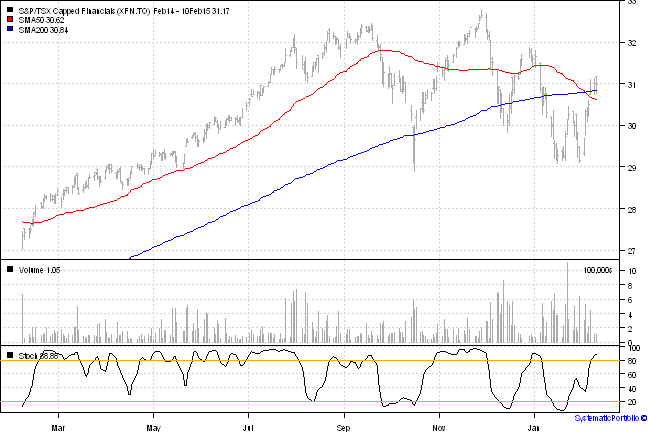 S&P/TSX Capped Financials (XFN.TO) Feb14 - 10Feb15 31.17
SMA50 30.62
SMA200 30.84
33
32
31
30
29
28
27
Volume 1.05
100,000s
10
8
6
4
2
0
Stoch 88.88
100
80
60
40
20
Mar
May
Jul
Sep
Nov
Jan
SystematicPortfolio ©